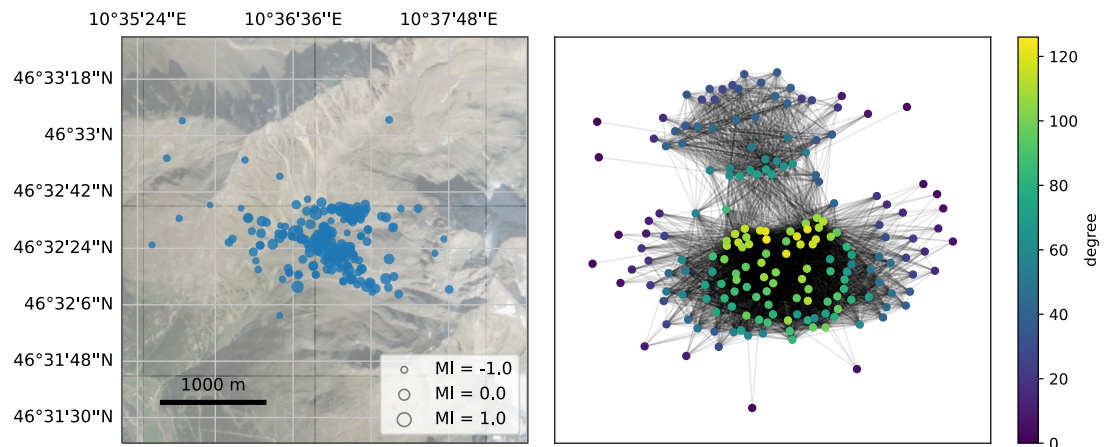 10°35'24"E 10°36'36"E 10°37'48"E
46°33'18"N
46°33'N
46°32'42"N
46°32'24"N
46°32'6"N
46°31'48"N
46°31'30"N
1000 m
Ml = -1.0
Ml = 0.0
Ml = 1.0
120
100
80
60
40
20
0
degree